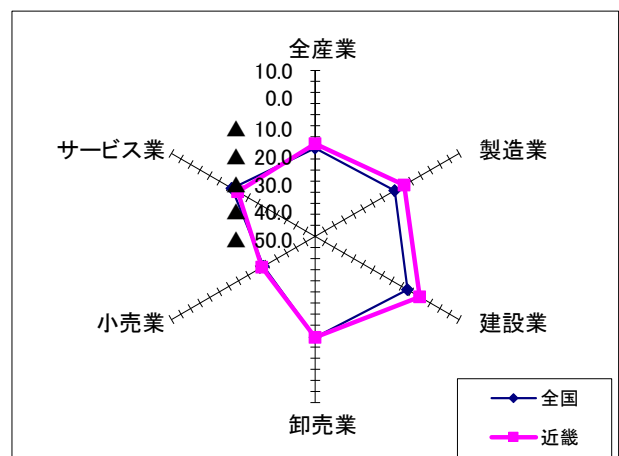 全産業
10.0
0.0
▲ 10.0
▲ 20.0
▲ 30.0
▲ 40.0
▲ 50.0
サービス業
製造業
小売業
建設業
卸売業
全国
近畿